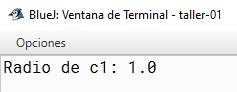 BlueJ: Ventana de Terminal - taller-01
Opciones
Radio de c1: 1.0